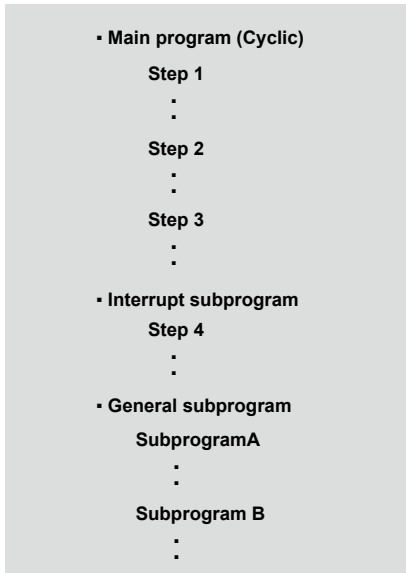 ▪ Main program (Cyclic)
Step 1
▪
▪
Step 2
▪
▪
Step 3
▪
▪
▪ Interrupt subprogram
Step 4
▪
▪
▪ General subprogram
SubprogramA
▪
▪
Subprogram B
▪
▪